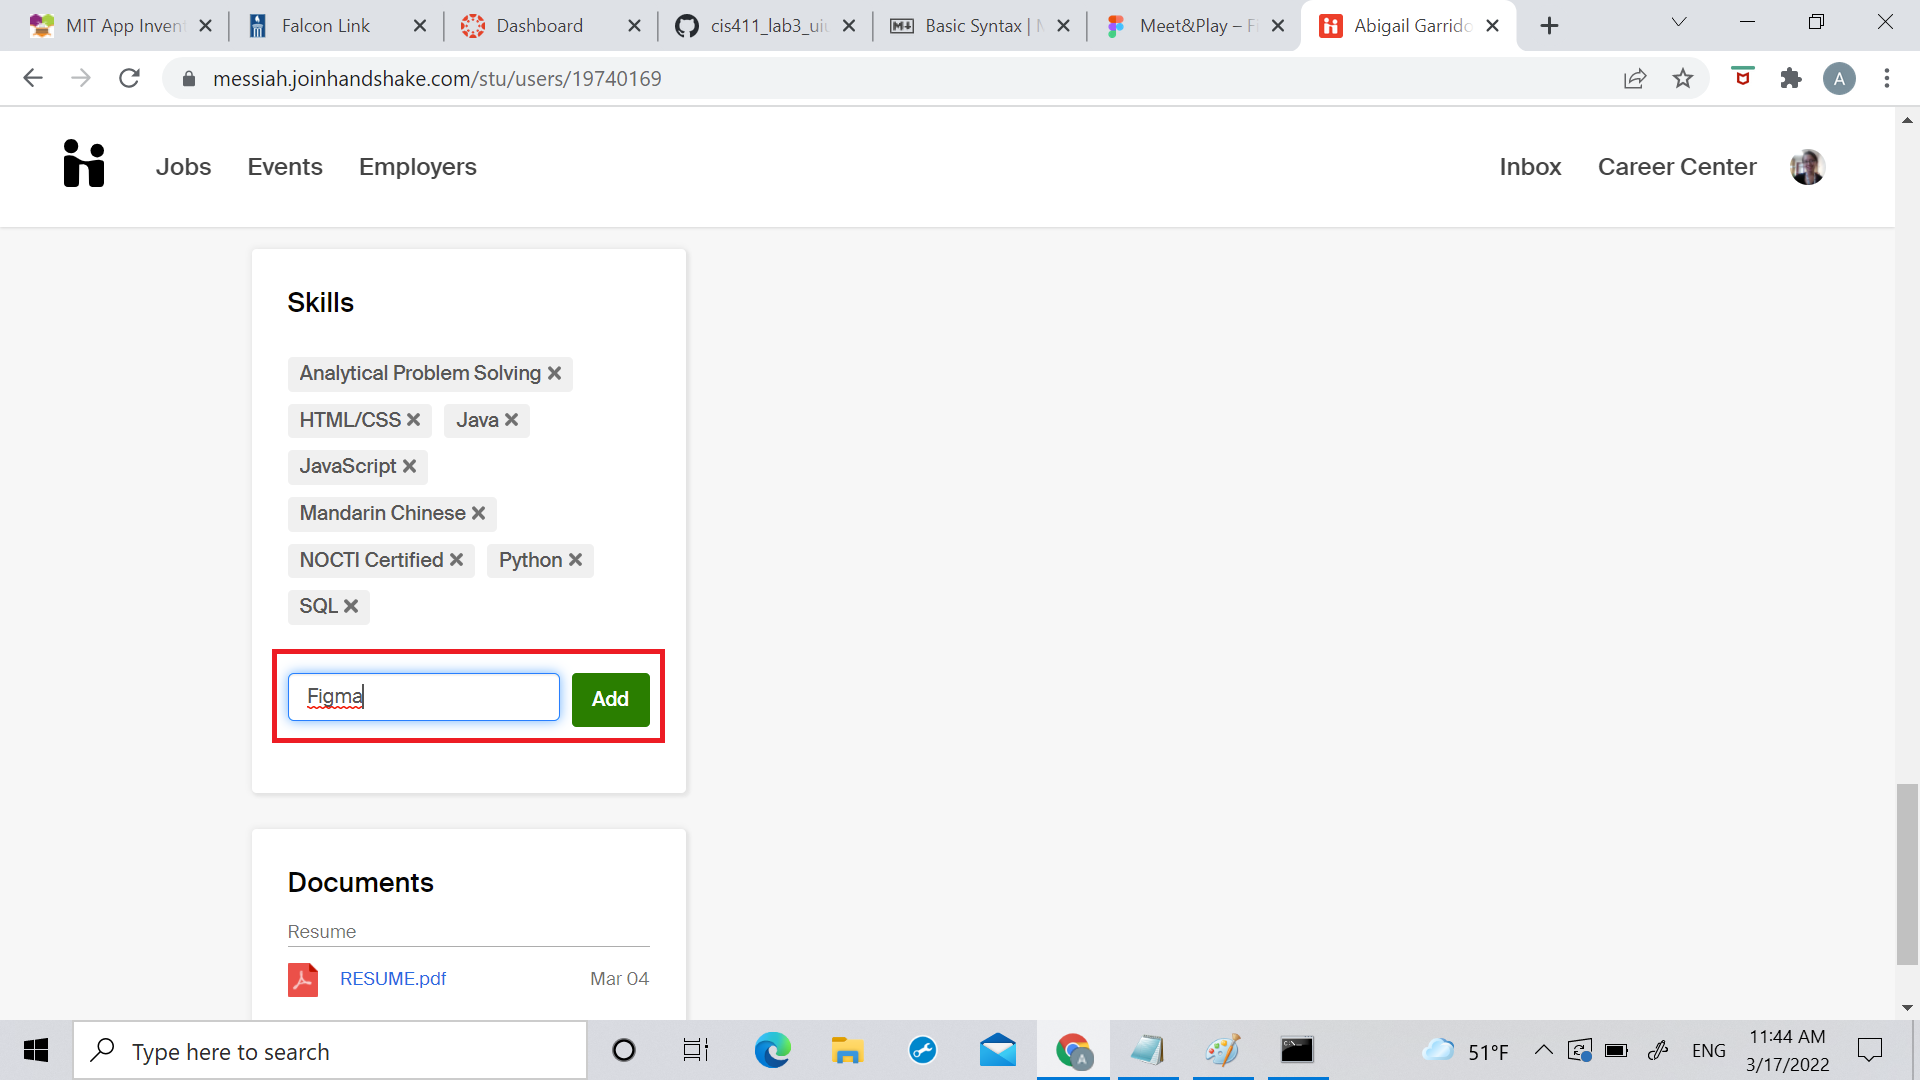 MIT App Invent
Falcon Link
Dashboard
cis411_lab3_uiu
Basic Syntax |
Meet&Play – Fi
Abigail Garrido
messiah.joinhandshake.com/stu/users/19740169
A
Jobs Events Employers Inbox Career Center
Skills
Analytical Problem Solving
HTML/CSS Java
JavaScript
Mandarin Chinese
NOCTI Certified Python
SQL
Figma Add
Documents
Resume
RESUME.pdf Mar 04
Type here to search
A
51°F
ENG
11:44 AM
3/17/2022